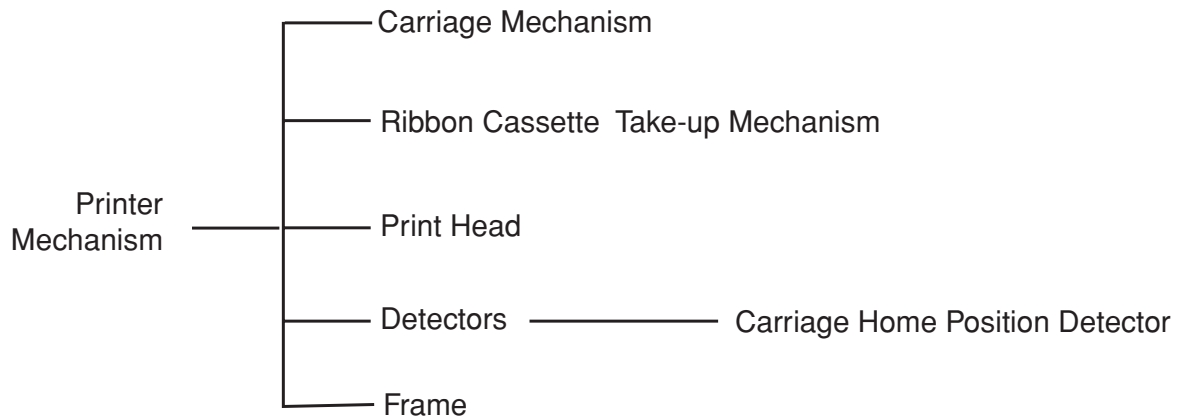 Carriage Mechanism
Ribbon Cassette Take-up Mechanism
Printer
Mechanism
Print Head
Detectors
Carriage Home Position Detector
Frame